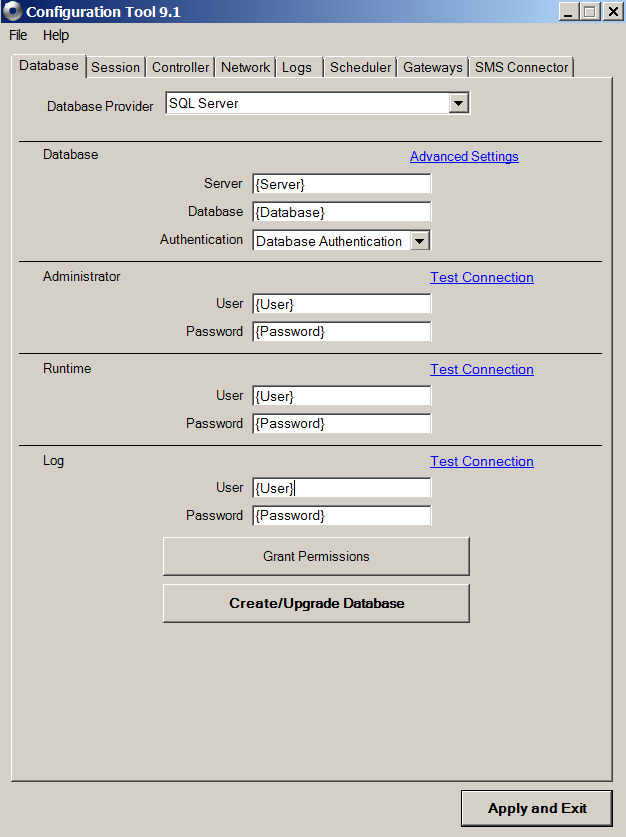 Configuration Tool 9.1
File Help
Database Session Controller Network Logs Scheduler Gateways SMS Connector
Database Provider SQL Server
Database Advanced Settings
Server {Server}
Database {Database}
Authentication Database Authentication
Administrator Test Connection
User {User}
Password {Password}
Runtime Test Connection
User {User}
Password {Password}
Log Test Connection
User {User}
Password {Password}
Grant Permissions
Create/Upgrade Database
Apply and Exit